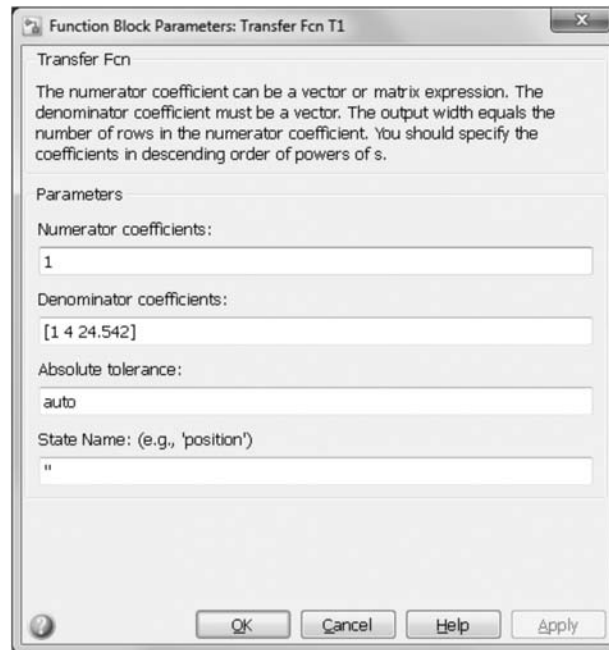 Function Block Parameters: Transfer Fcn T1
Transfer Fcn
The numerator coefficient can be a vector or matrix expression. The
denominator coefficient must be a vector. The output width equals the
number of rows in the numerator coefficient. You should specify the
coefficients in descending order of powers of s.
Parameters
Numerator coefficients:
1
Denominator coefficients:
[1 4 24.542]
Absolute tolerance:
auto
State Name: (e.g., 'position')
''
OK Cancel Help Apply